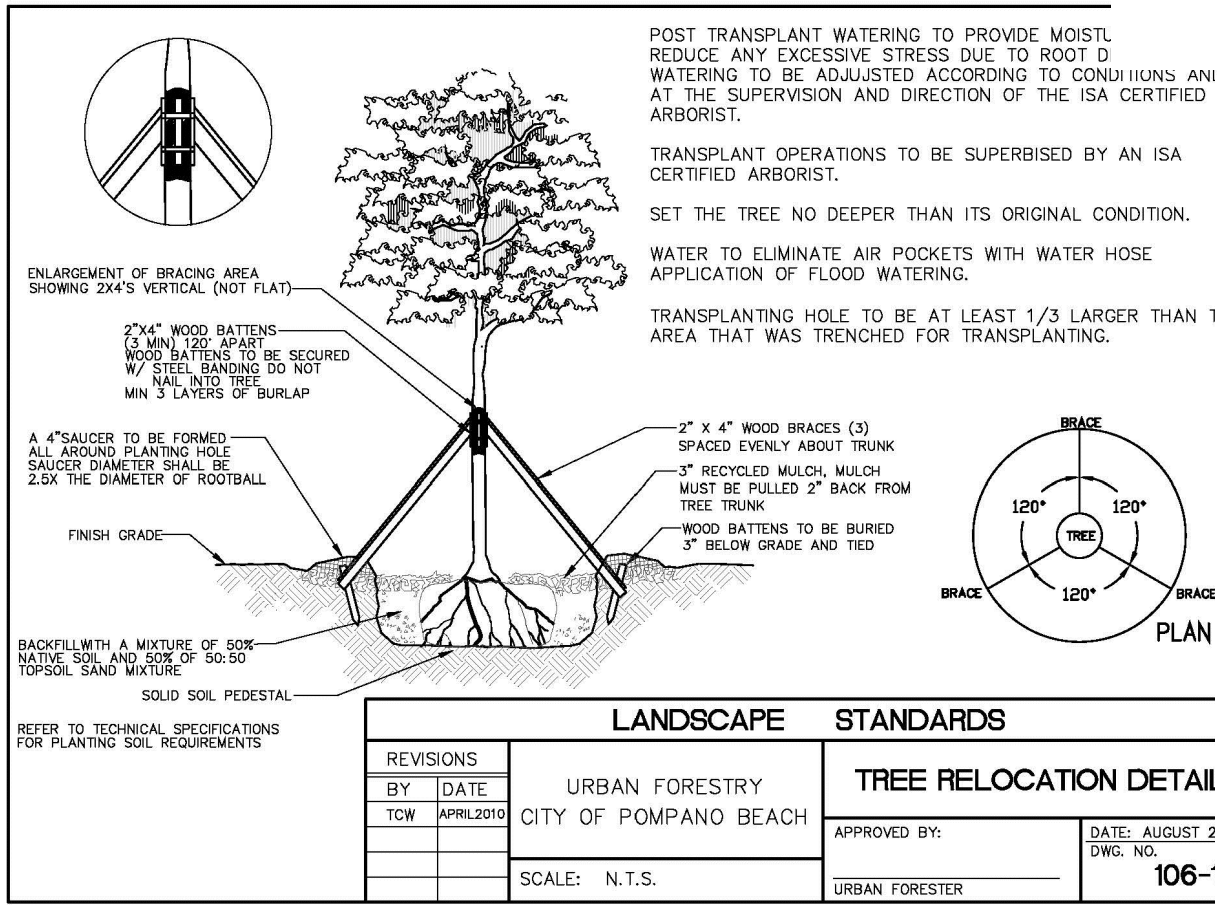 POST TRANSPLANT WATERING TO PROVIDE
REDUCE ANY EXCESSIVE STRESS DUE TO ROOT
WATERING TO BE ADJUJSTED ACCORDING TO CONDITIONS
AT THE SUPERVISION AND DIRECTION OF THE ISA CERTIFIED
ARBORIST.
TRANSPLANT OPERATIONS TO BE SUPERBISED BY AN ISA
CERTIFIED ARBORIST.
SET THE TREE NO DEEPER THAN ITS ORIGINAL CONDITION.
WATER TO ELIMINATE AIR POCKETS WITH WATER HOSE
APPLICATION OF FLOOD WATERING.
TRANSPLANTING HOLE TO BE AT LEAST 1/3 LARGER THAN
AREA THAT WAS TRENCHED FOR TRANSPLANTING.
ENLARGEMENT OF BRACING AREA
SHOWING 2X4'S VERTICAL (NOT FLAT)
2"X4" WOOD BATTENS
(3 MIN) 120° APART
WOOD BATTENS TO BE SECURED
W/ STEEL BANDING DO NOT
NAIL INTO TREE
MIN 3 LAYERS OF BURLAP
A 4"SAUCER TO BE FORMED
ALL AROUND PLANTING HOLE
SAUCER DIAMETER SHALL BE
2.5X THE DIAMETER OF ROOTBALL
FINISH GRADE
BACKFILLWITH A MIXTURE OF 50%
NATIVE SOIL AND 50% OF 50:50
TOPSOIL SAND MIXTURE
SOLID SOIL PEDESTAL
REFER TO TECHNICAL SPECIFICATIONS
FOR PLANTING SOIL REQUIREMENTS
2" X 4" WOOD BRACES (3)
SPACED EVENLY ABOUT TRUNK
3" RECYCLED MULCH, MULCH
MUST BE PULLED 2" BACK FROM
TREE TRUNK
WOOD BATTENS TO BE BURIED
3" BELOW GRADE AND TIED
BRACE
120° 120°
TREE
120°
BRACE BRACE
PLAN
LANDSCAPE STANDARDS
REVISIONS
BY DATE
TCW APRIL2010
URBAN FORESTRY
CITY OF POMPANO BEACH
SCALE: N.T.S.
TREE RELOCATION DETAIL
APPROVED BY:
URBAN FORESTER
DATE: AUGUST
DWG. NO.
106-